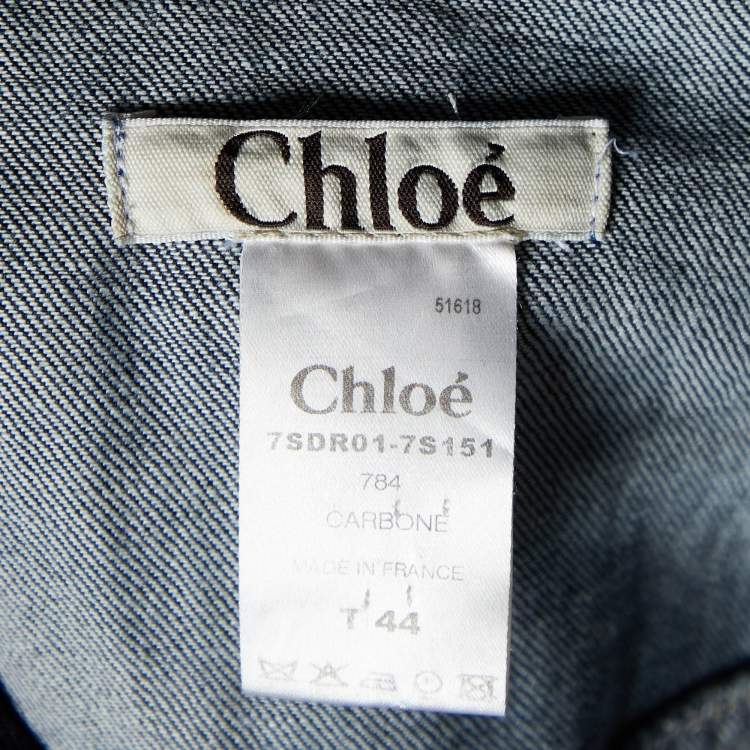 Chloé
51618
Chloé
7SDR01-7S151
784
CARBONE
MADE IN FRANCE
T 44